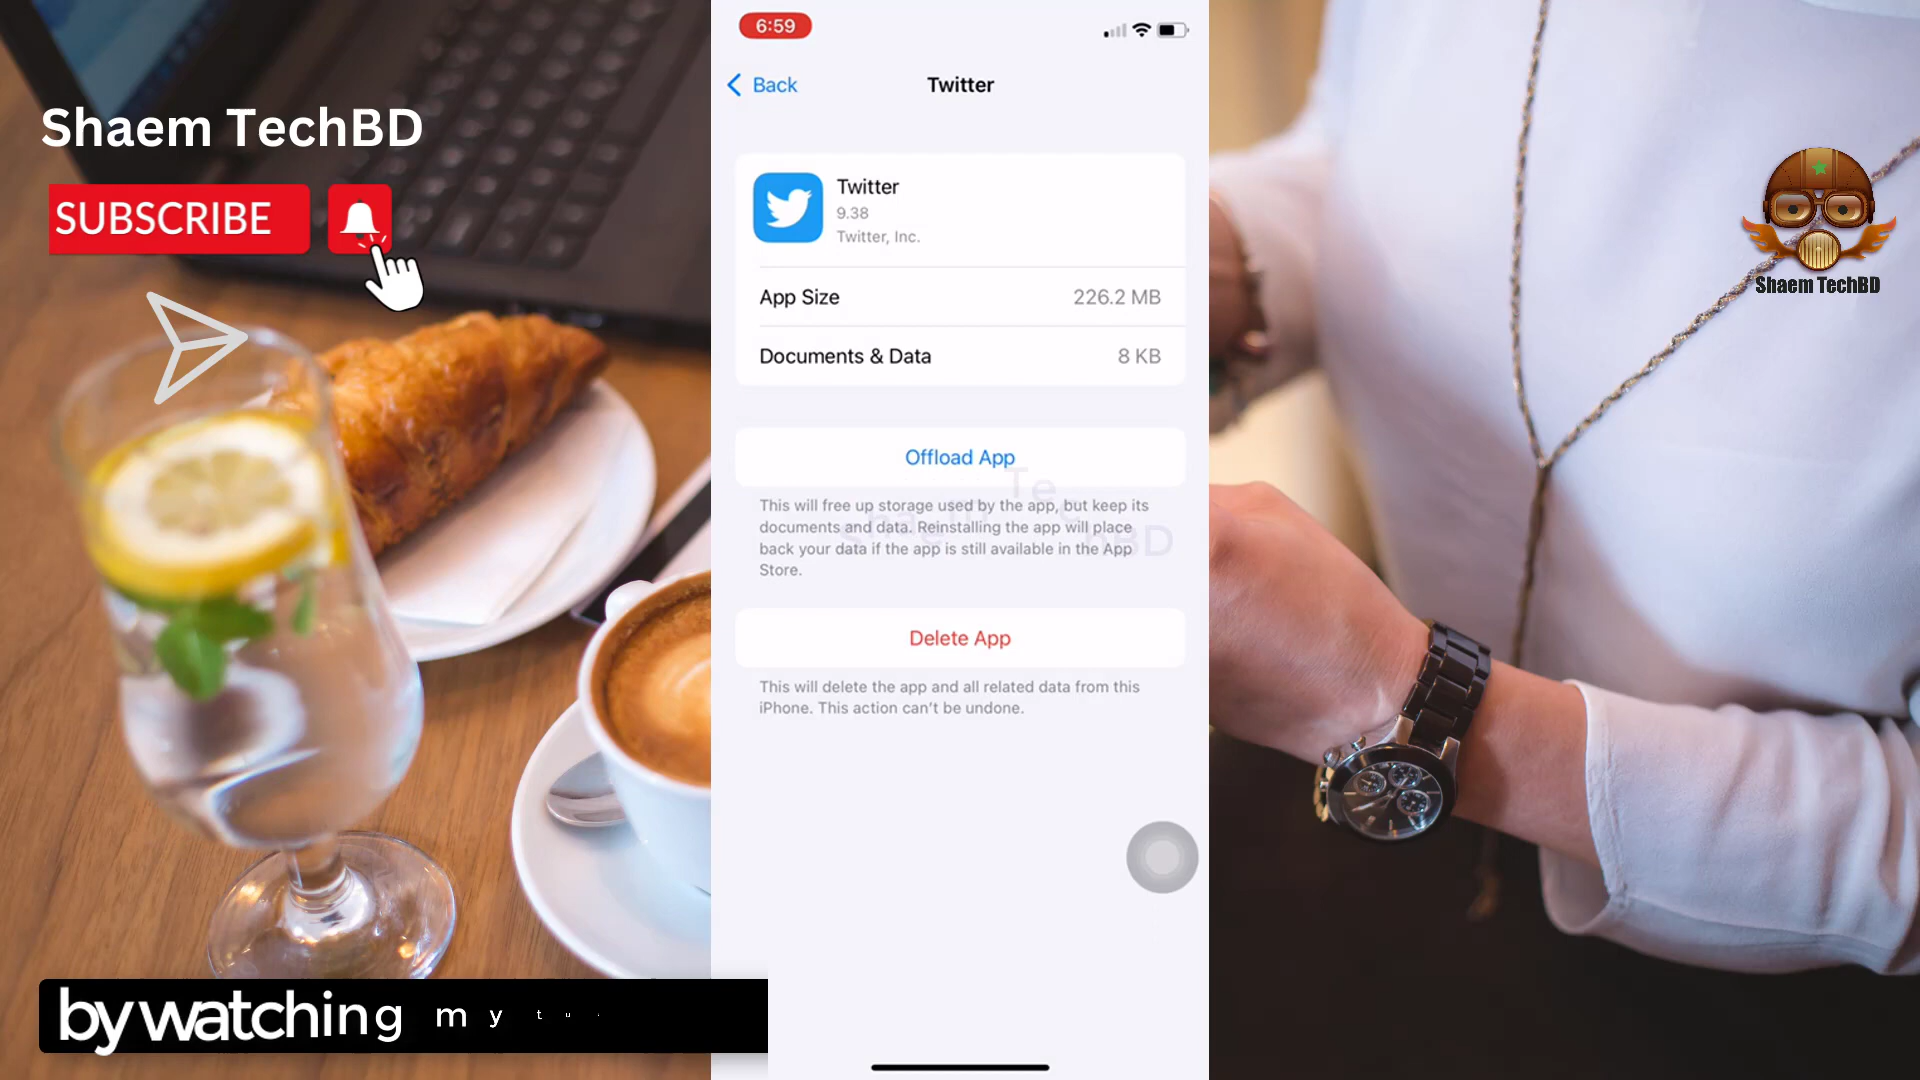 Shaem TechBD
SUBSCRIBE
6:59
Back
Twitter
Twitter
9.38
Twitter, Inc.
App Size
226.2 MB
Documents & Data
8 KB
Offload App
This will free up storage used by the app, but keep its
documents and data. Reinstalling the app will place
back your data if the app is still available in the App
Store.
Delete App
This will delete the app and all related data from this
iPhone. This action can't be undone.
Shaem TechBD
by watching my tu